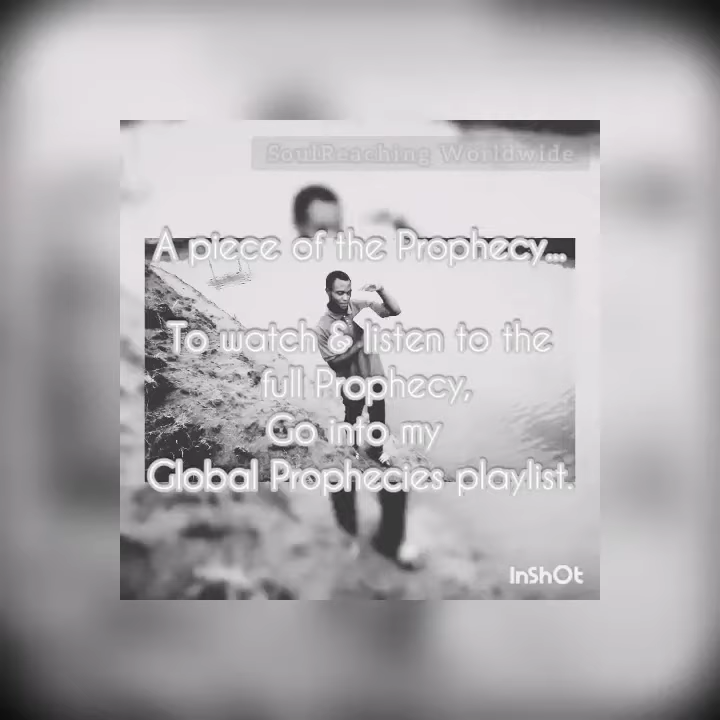 SoulReaching Worldwide
A piece of the Prophecy...
To watch & listen to the
full Prophecy,
Go into my
Global Prophecies playlist.
InShOt